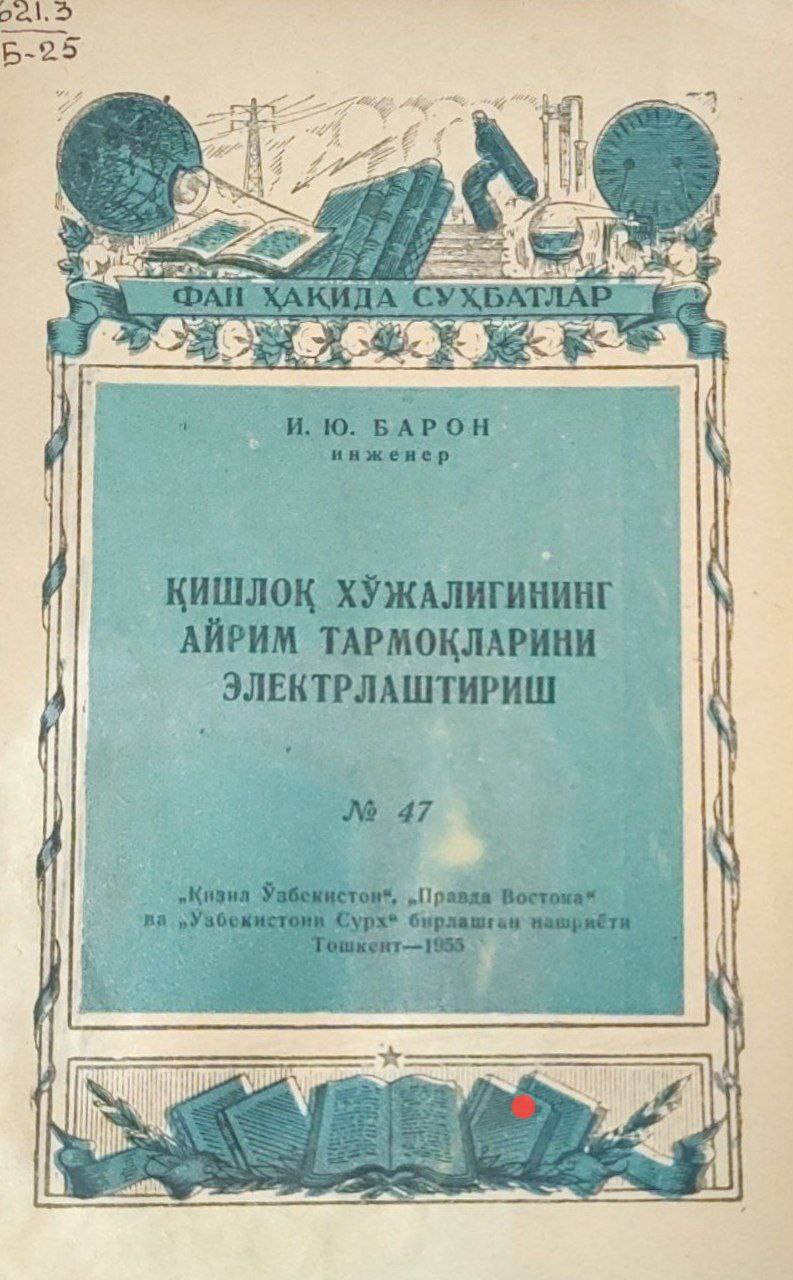 621.3
Б-25
ФАН ҲАҚИДА СУҲБАТЛАР
И. Ю. БАРОН
инженер
ҚИШЛОҚ ХЎЖАЛИГИНИНГ
АЙРИМ ТАРМОҚЛАРИНИ
ЭЛЕКТРЛАШТИРИШ
№ 47
„Қизил Ўзбекистон“, „Правда Востока“
ва „Узбекистони Сурх“ бирлашган нашриёти
Тошкент—1955